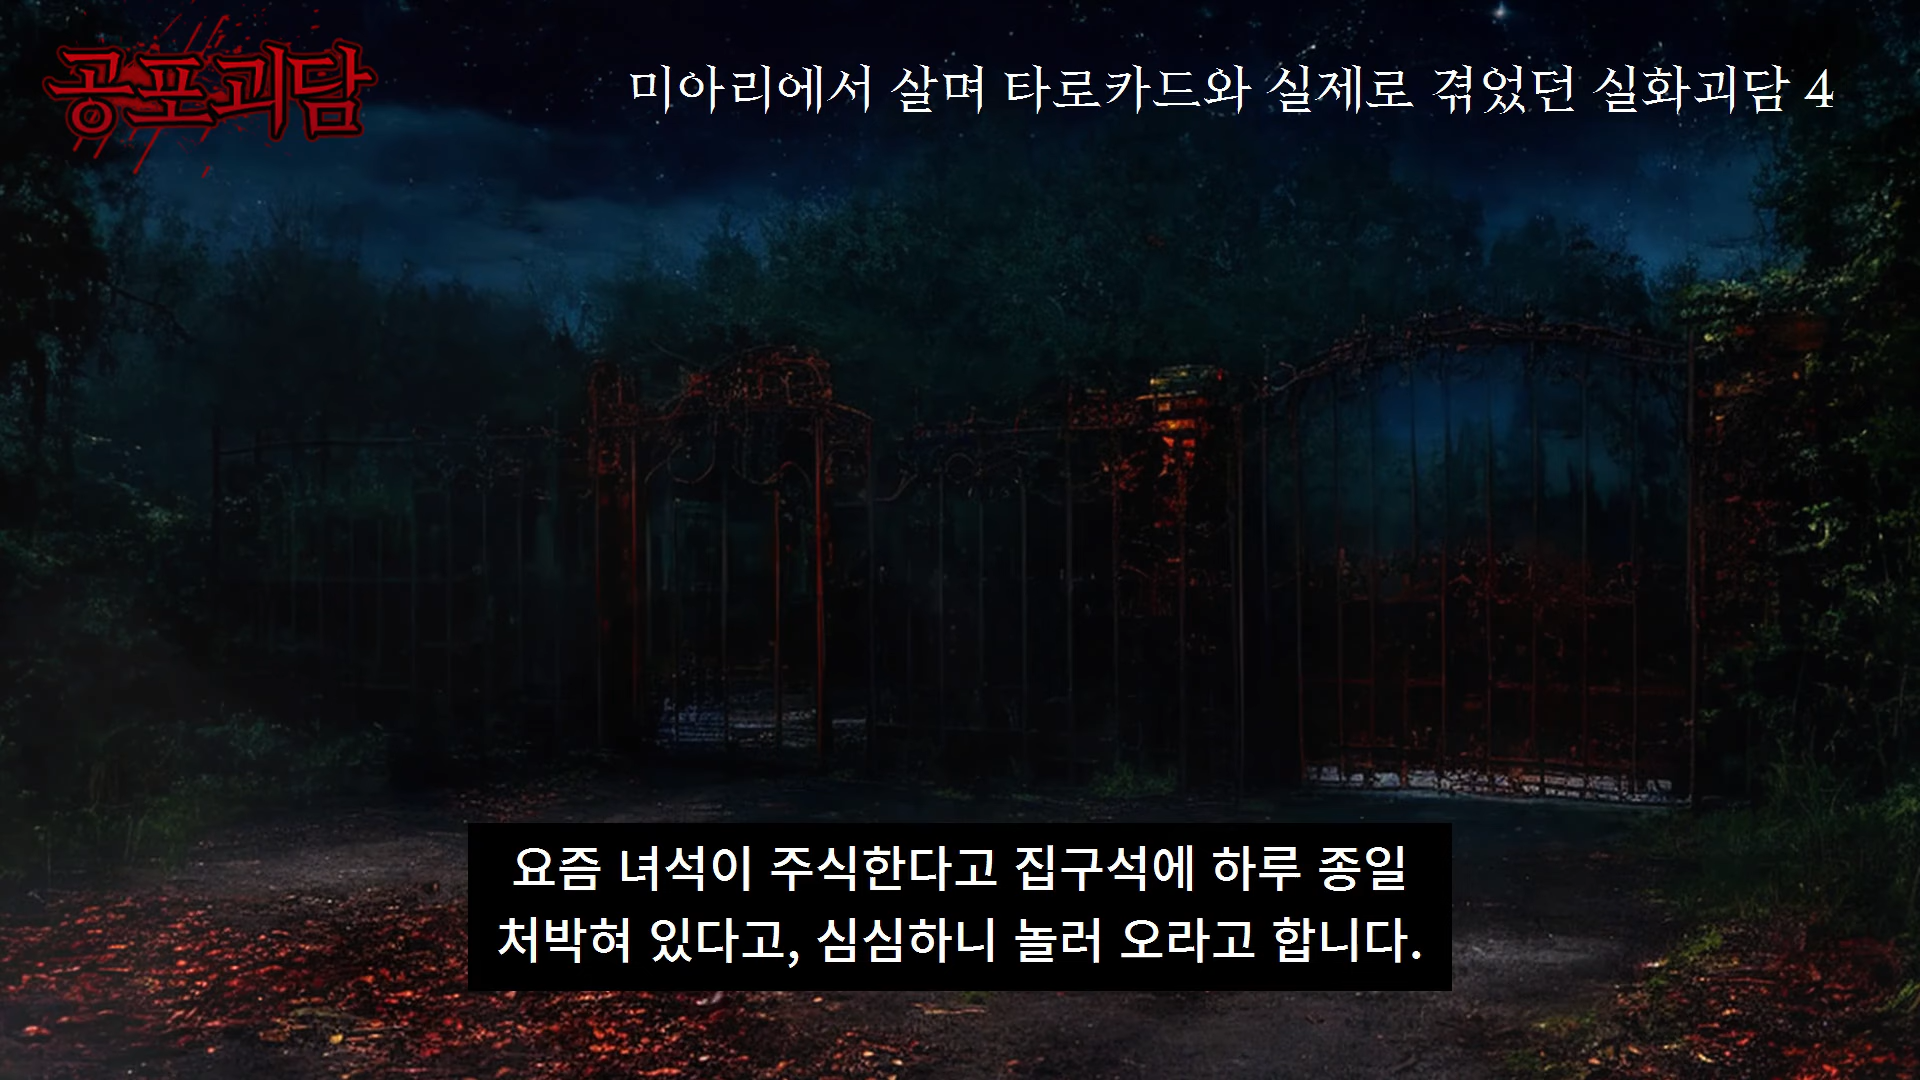 공포괴담
미아리에서 살며 타로카드와 실제로 겪었던 실화괴담 4
요즘 녀석이 주식한다고 집구석에 하루 종일
처박혀 있다고, 심심하니 놀러 오라고 합니다.